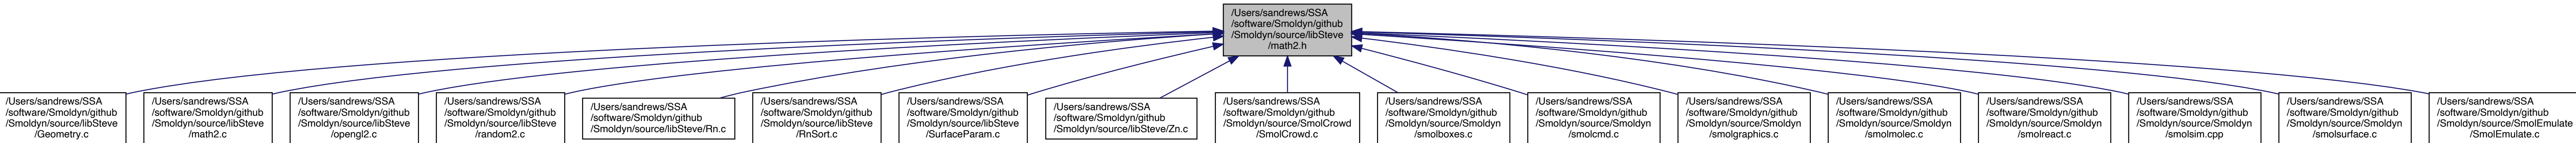 /Users/sandrews/SSA
/software/Smoldyn/github
/Smoldyn/source/libSteve
/math2.h
/Users/sandrews/SSA
/software/Smoldyn/github
/Smoldyn/source/libSteve
/Geometry.c
/Users/sandrews/SSA
/software/Smoldyn/github
/Smoldyn/source/libSteve
/math2.c
/Users/sandrews/SSA
/software/Smoldyn/github
/Smoldyn/source/libSteve
/opengl2.c
/Users/sandrews/SSA
/software/Smoldyn/github
/Smoldyn/source/libSteve
/random2.c
/Users/sandrews/SSA
/software/Smoldyn/github
/Smoldyn/source/libSteve/Rn.c
/Users/sandrews/SSA
/software/Smoldyn/github
/Smoldyn/source/libSteve
/RnSort.c
/Users/sandrews/SSA
/software/Smoldyn/github
/Smoldyn/source/libSteve
/SurfaceParam.c
/Users/sandrews/SSA
/software/Smoldyn/github
/Smoldyn/source/libSteve/Zn.c
/Users/sandrews/SSA
/software/Smoldyn/github
/Smoldyn/source/SmolCrowd
/SmolCrowd.c
/Users/sandrews/SSA
/software/Smoldyn/github
/Smoldyn/source/Smoldyn
/smolboxes.c
/Users/sandrews/SSA
/software/Smoldyn/github
/Smoldyn/source/Smoldyn
/smolcmd.c
/Users/sandrews/SSA
/software/Smoldyn/github
/Smoldyn/source/Smoldyn
/smolgraphics.c
/Users/sandrews/SSA
/software/Smoldyn/github
/Smoldyn/source/Smoldyn
/smolmolec.c
/Users/sandrews/SSA
/software/Smoldyn/github
/Smoldyn/source/Smoldyn
/smolreact.c
/Users/sandrews/SSA
/software/Smoldyn/github
/Smoldyn/source/Smoldyn
/smolsim.cpp
/Users/sandrews/SSA
/software/Smoldyn/github
/Smoldyn/source/Smoldyn
/smolsurface.c
/Users/sandrews/SSA
/software/Smoldyn/github
/Smoldyn/source/SmolEmulate
/SmolEmulate.c